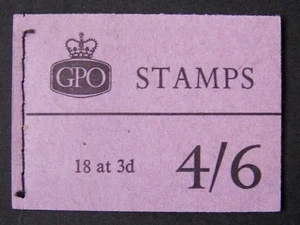 GPO STAMPS
18 at 3d 4/6